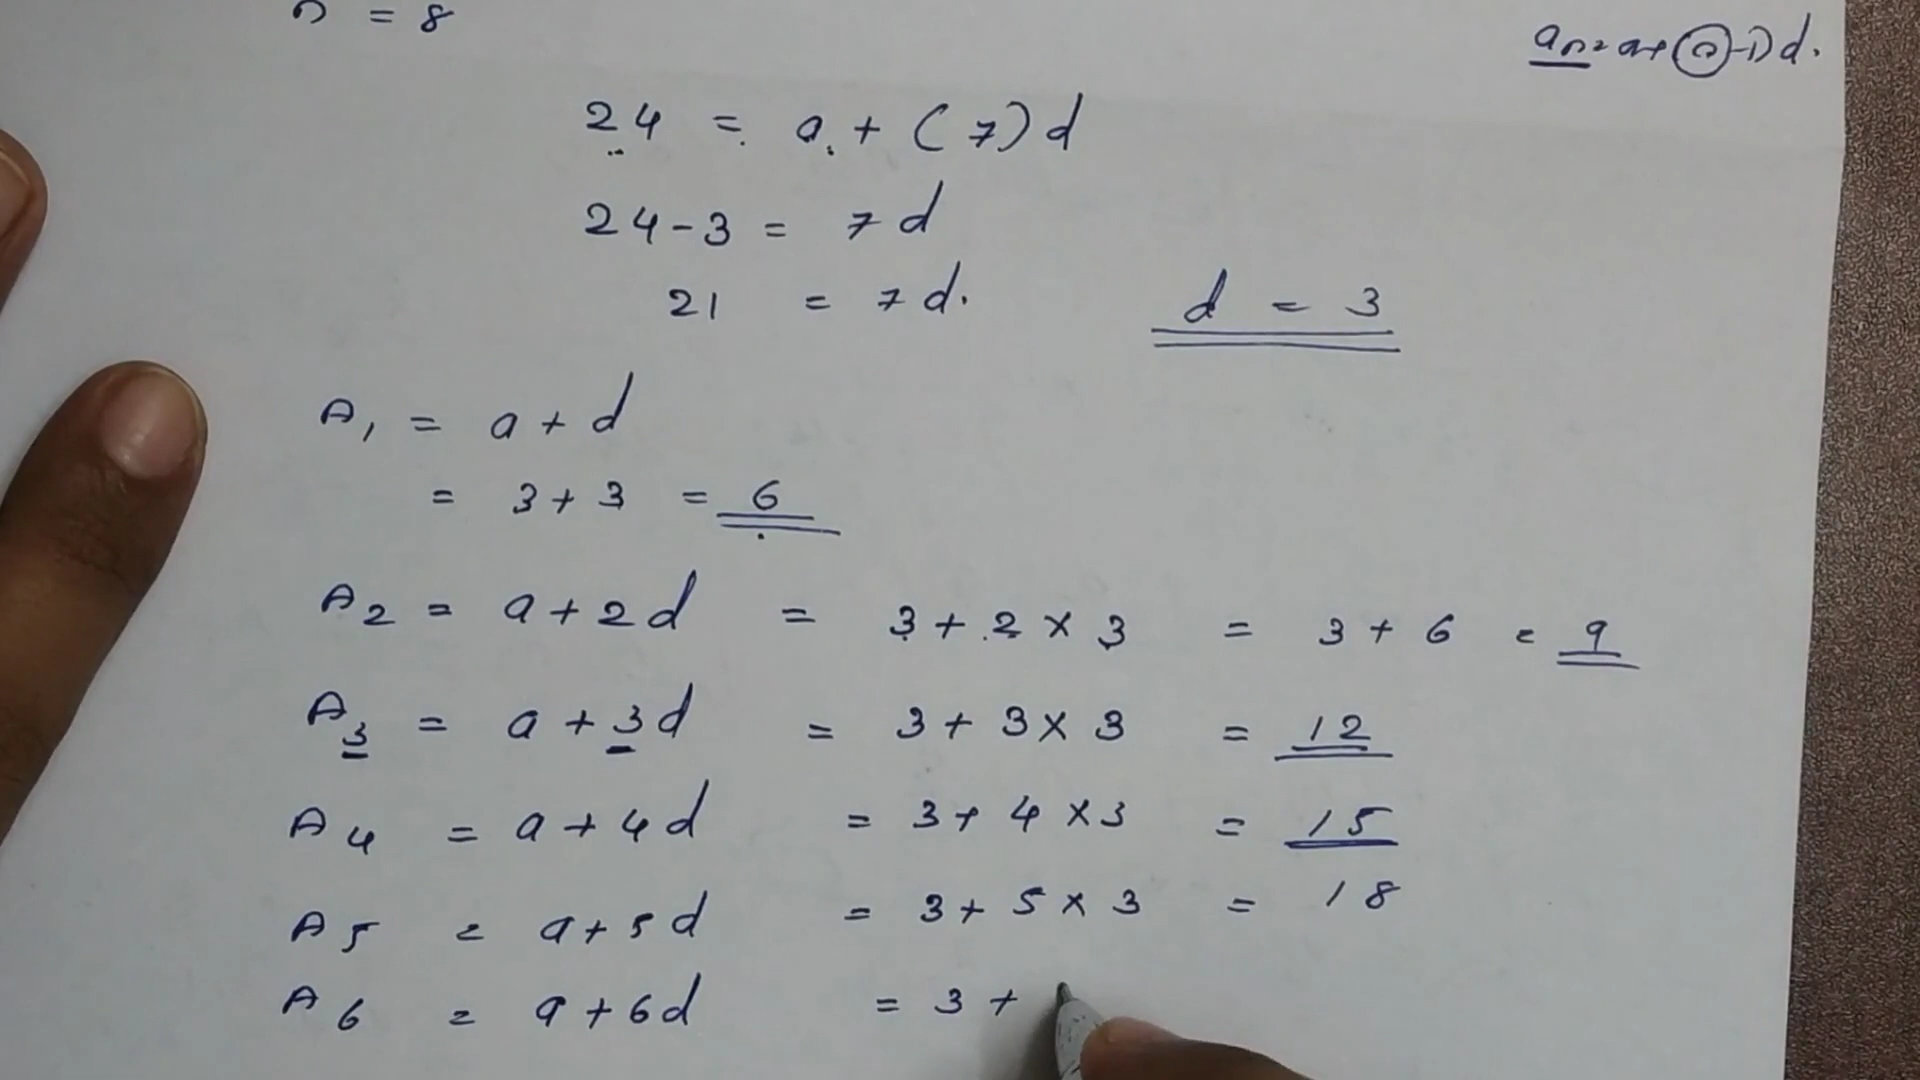 n = 8
an = a+(n-1)d.
24 = a + (7)d
24-3 = 7d
21 = 7d.
d = 3
A1 = a + d
= 3 + 3 = 6
A2 = a + 2d = 3 + 2 × 3 = 3 + 6 = 9
A3 = a + 3d = 3 + 3 × 3 = 12
A4 = a + 4d = 3 + 4 × 3 = 15
A5 = a + 5d = 3 + 5 × 3 = 18
A6 = a + 6d = 3 +